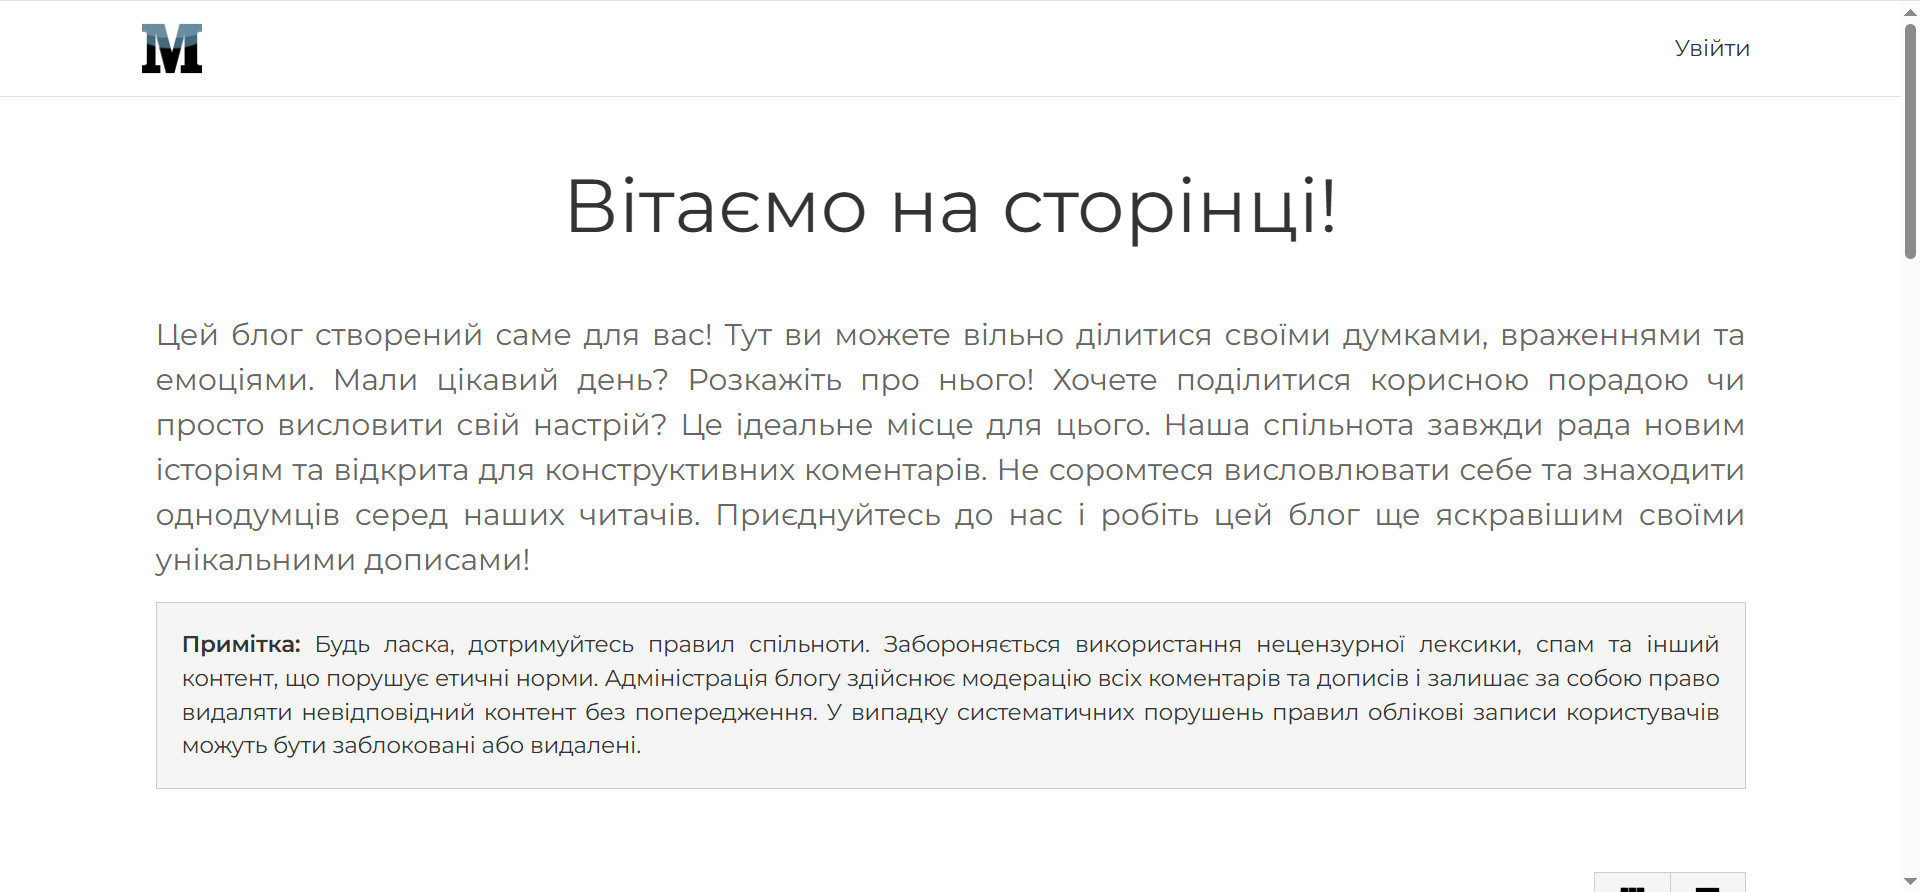 M
Увійти
Вітаємо на сторінці!
Цей блог створений саме для вас! Тут ви можете вільно ділитися своїми думками, враженнями та
емоціями. Мали цікавий день? Розкажіть про нього! Хочете поділитися корисною порадою чи
просто висловити свій настрій? Це ідеальне місце для цього. Наша спільнота завжди рада новим
історіям та відкрита для конструктивних коментарів. Не соромтеся висловлювати себе та знаходити
однодумців серед наших читачів. Приєднуйтесь до нас і робіть цей блог ще яскравішим своїми
унікальними дописами!
Примітка: Будь ласка, дотримуйтесь правил спільноти. Забороняється використання нецензурної лексики, спам та інший
контент, що порушує етичні норми. Адміністрація блогу здійснює модерацію всіх коментарів та дописів і залишає за собою право
видаляти невідповідний контент без попередження. У випадку систематичних порушень правил облікові записи користувачів
можуть бути заблоковані або видалені.